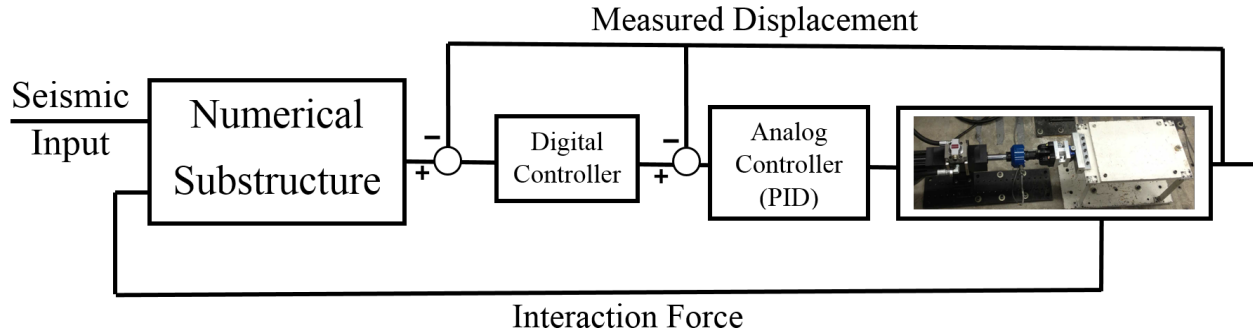 Measured Displacement
Seismic
Input
Numerical
Substructure
−
+
Digital
Controller
−
+
Analog
Controller
(PID)
Interaction Force